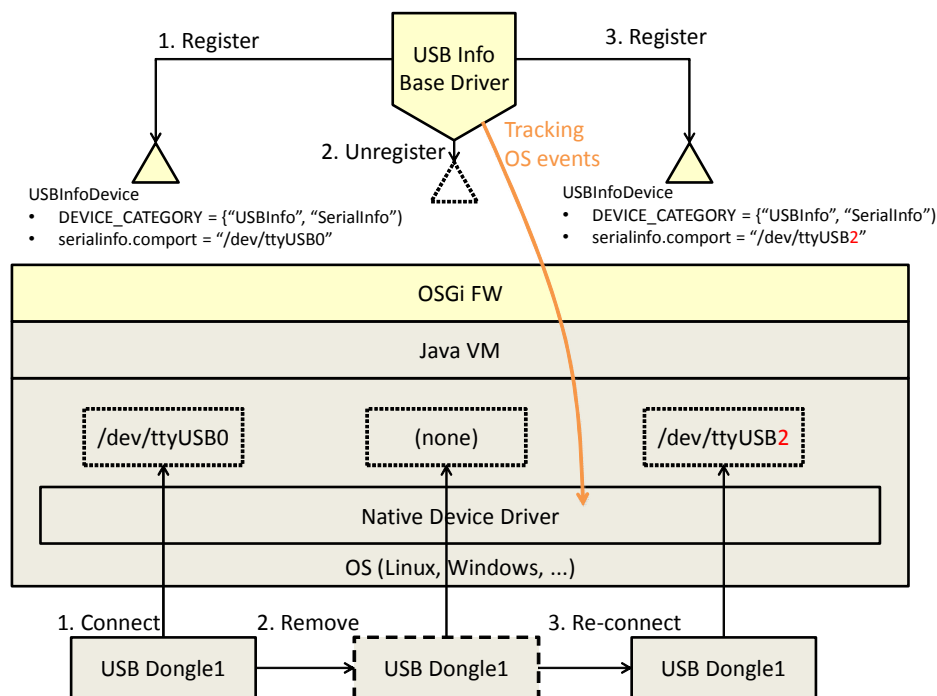 1. Register
USB Info
Base Driver
3. Register
2. Unregister
Tracking
OS events
USBInfoDevice
• DEVICE_CATEGORY = {“USBInfo”, “SerialInfo”)
• serialinfo.comport = “/dev/ttyUSB0”
USBInfoDevice
• DEVICE_CATEGORY = {“USBInfo”, “SerialInfo”)
• serialinfo.comport = “/dev/ttyUSB2”
OSGi FW
Java VM
/dev/ttyUSB0
(none)
/dev/ttyUSB2
Native Device Driver
OS (Linux, Windows, ...)
1. Connect
2. Remove
3. Re-connect
USB Dongle1
USB Dongle1
USB Dongle1